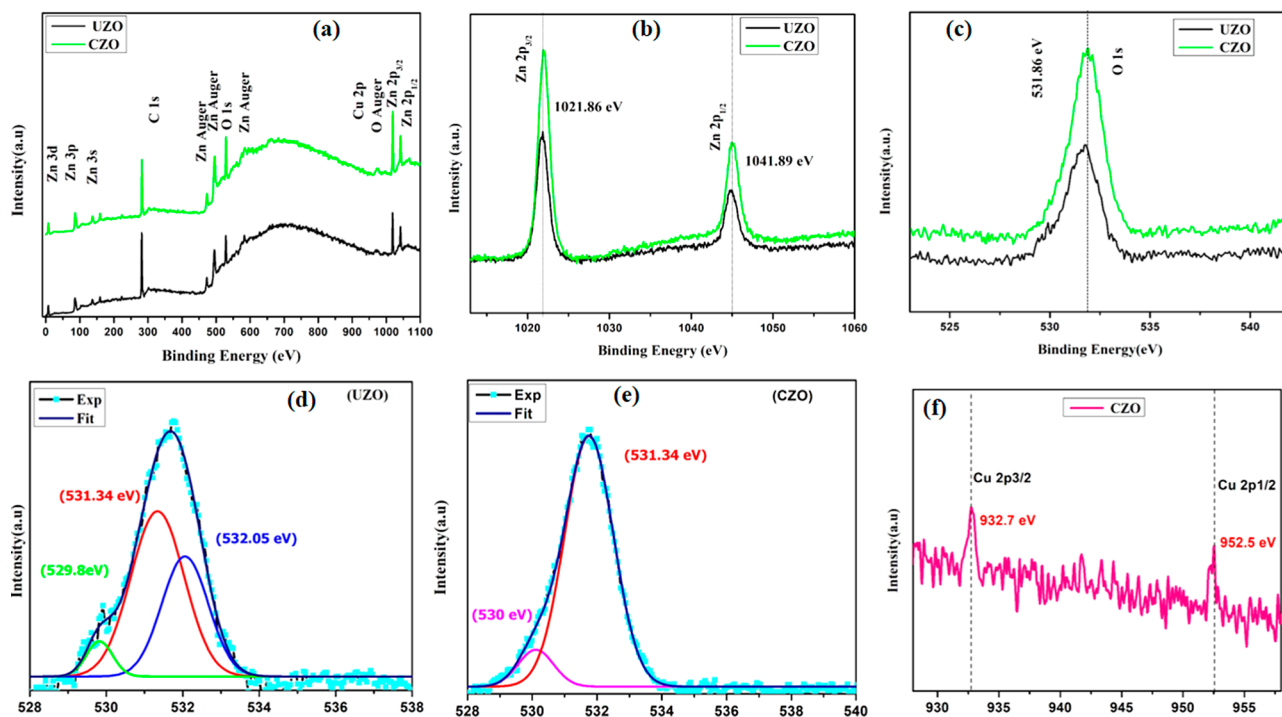 (a)
UZO
CZO
Zn 3d
Zn 3p
Zn 3s
C 1s
Zn Auger
Zn Auger
O 1s
Zn Auger
Cu 2p
O Auger
Zn 2p3/2
Zn 2p1/2
Intensity(a.u)
0 100 200 300 400 500 600 700 800 900 1000 1100
Binding Energy (eV)
(b)
UZO
CZO
Zn 2p3/2
1021.86 eV
Zn 2p1/2
1041.89 eV
Intensity (a.u.)
1020 1030 1040 1050 1060
Binding Enegry (eV)
(c)
UZO
CZO
531.86 eV
O 1s
Intensity (a.u.)
525 530 535 540
Binding Energy(eV)
(d)
(UZO)
Exp
Fit
(531.34 eV)
(532.05 eV)
(529.8eV)
Intensity(a.u)
528 530 532 534 536 538
(e)
(CZO)
Exp
Fit
(531.34 eV)
(530 eV)
Intensity(a.u)
528 530 532 534 536 538 540
(f)
CZO
Cu 2p3/2
932.7 eV
Cu 2p1/2
952.5 eV
Intensity(a.u)
930 935 940 945 950 955